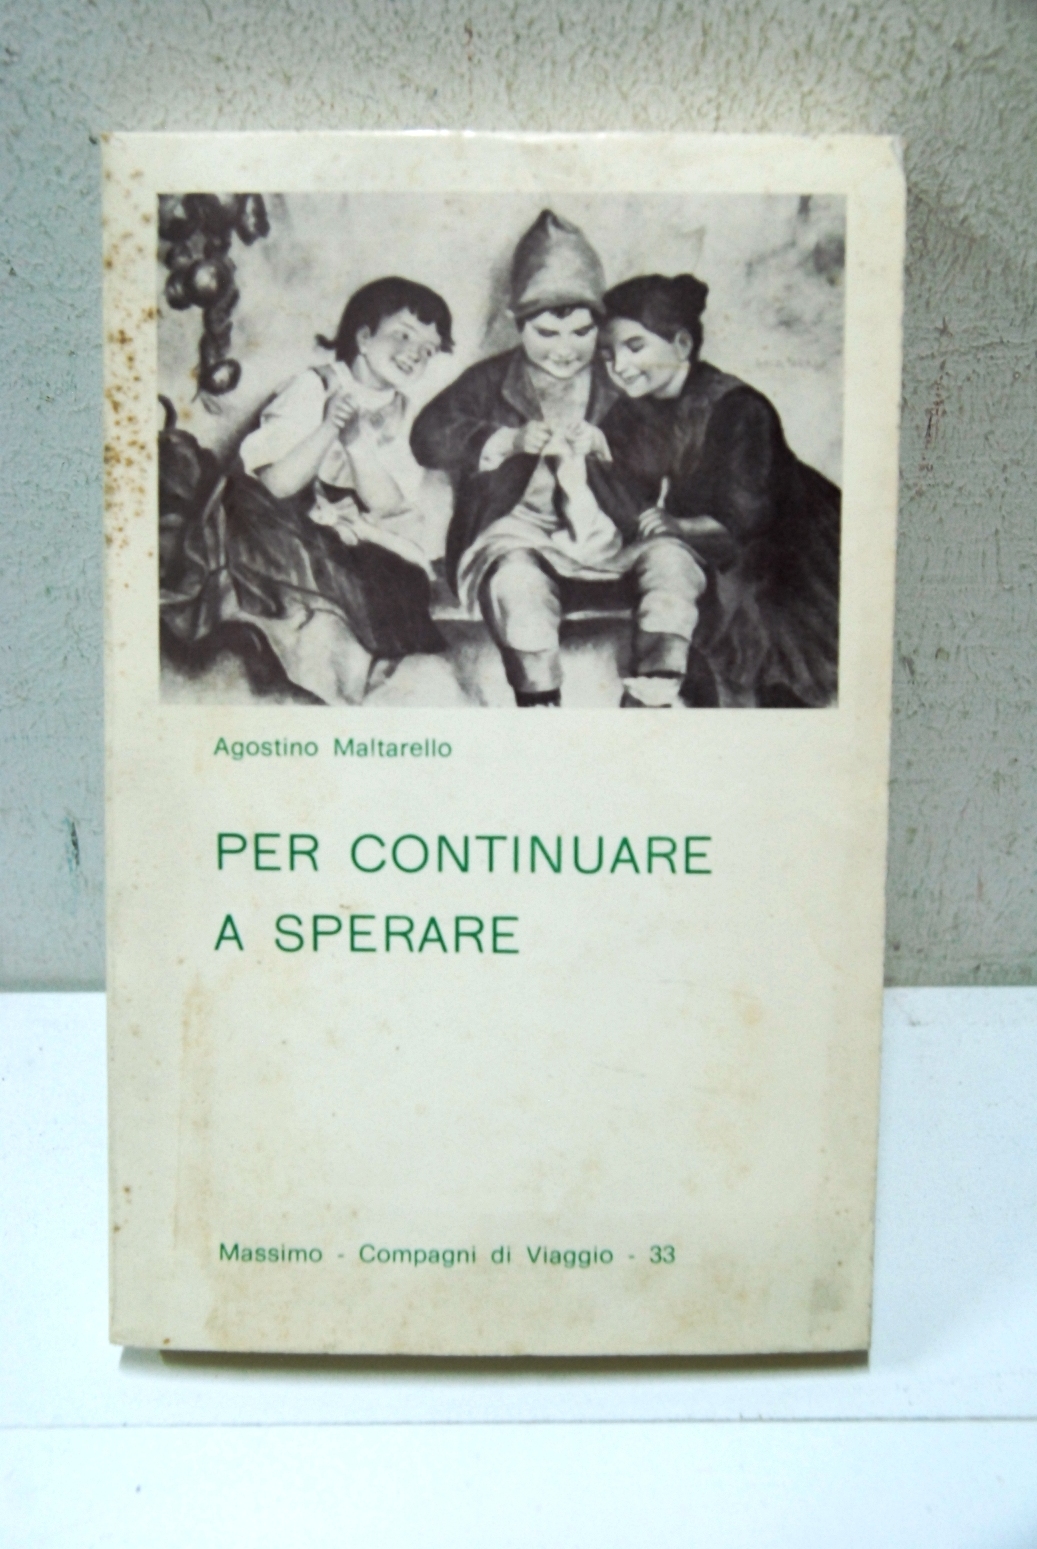 Agostino Maltarello
PER CONTINUARE
A SPERARE
Massimo - Compagni di Viaggio - 33